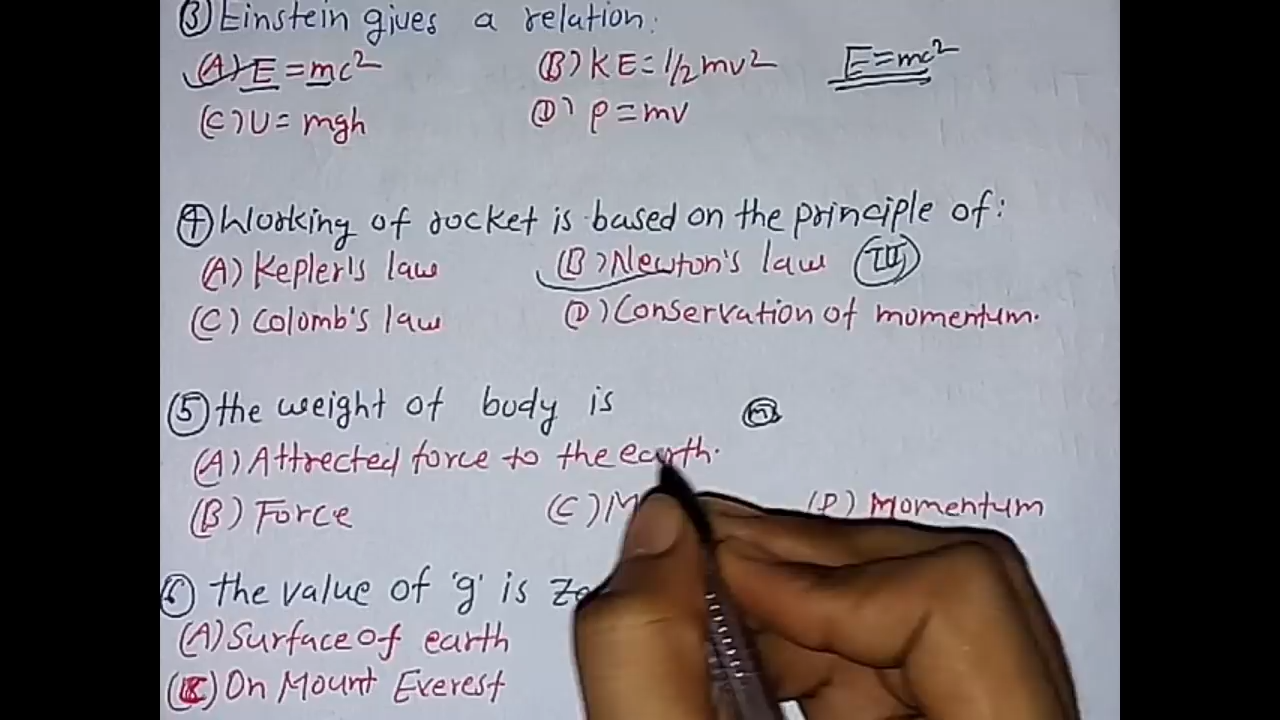 (3) Einstein gives a relation:
(A) E = mc² (B) KE = 1/2 mv² E=mc²
(C) U = mgh (D) P = mv
(4) Working of rocket is based on the principle of:
(A) Kepler's law (B) Newton's law (III)
(C) Colomb's law (D) Conservation of momentum.
(5) the weight of body is m
(A) Attrected force to the earth.
(B) Force (C) M (D) Momentum
(6) the value of 'g' is
(A) Surface of earth
(C) On Mount Everest